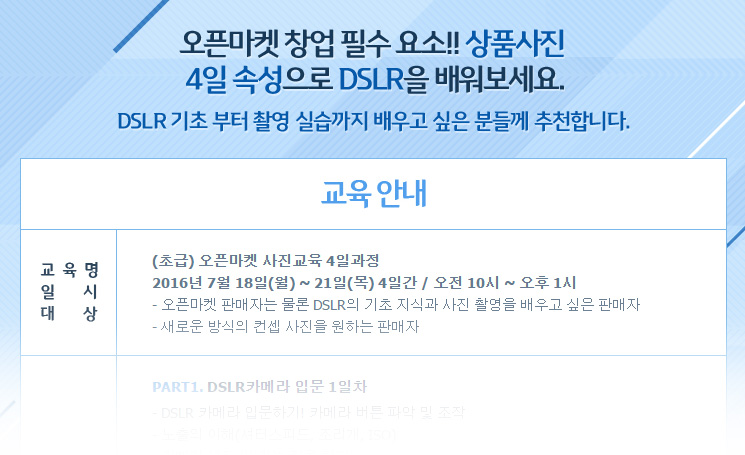 오픈마켓 창업 필수 요소!! 상품사진
4일 속성으로 DSLR을 배워보세요.
DSLR 기초 부터 촬영 실습까지 배우고 싶은 분들께 추천합니다.
교육 안내
교 육 명
(초급) 오픈마켓 사진교육 4일과정
일 시
2016년 7월 18일(월) ~ 21일(목) 4일간 / 오전 10시 ~ 오후 1시
대 상
- 오픈마켓 판매자는 물론 DSLR의 기초 지식과 사진 촬영을 배우고 싶은 판매자
- 새로운 방식의 컨셉 사진을 원하는 판매자
PART1. DSLR카메라 입문 1일차
- DSLR 카메라 입문하기! 카메라 버튼 파악 및 조작